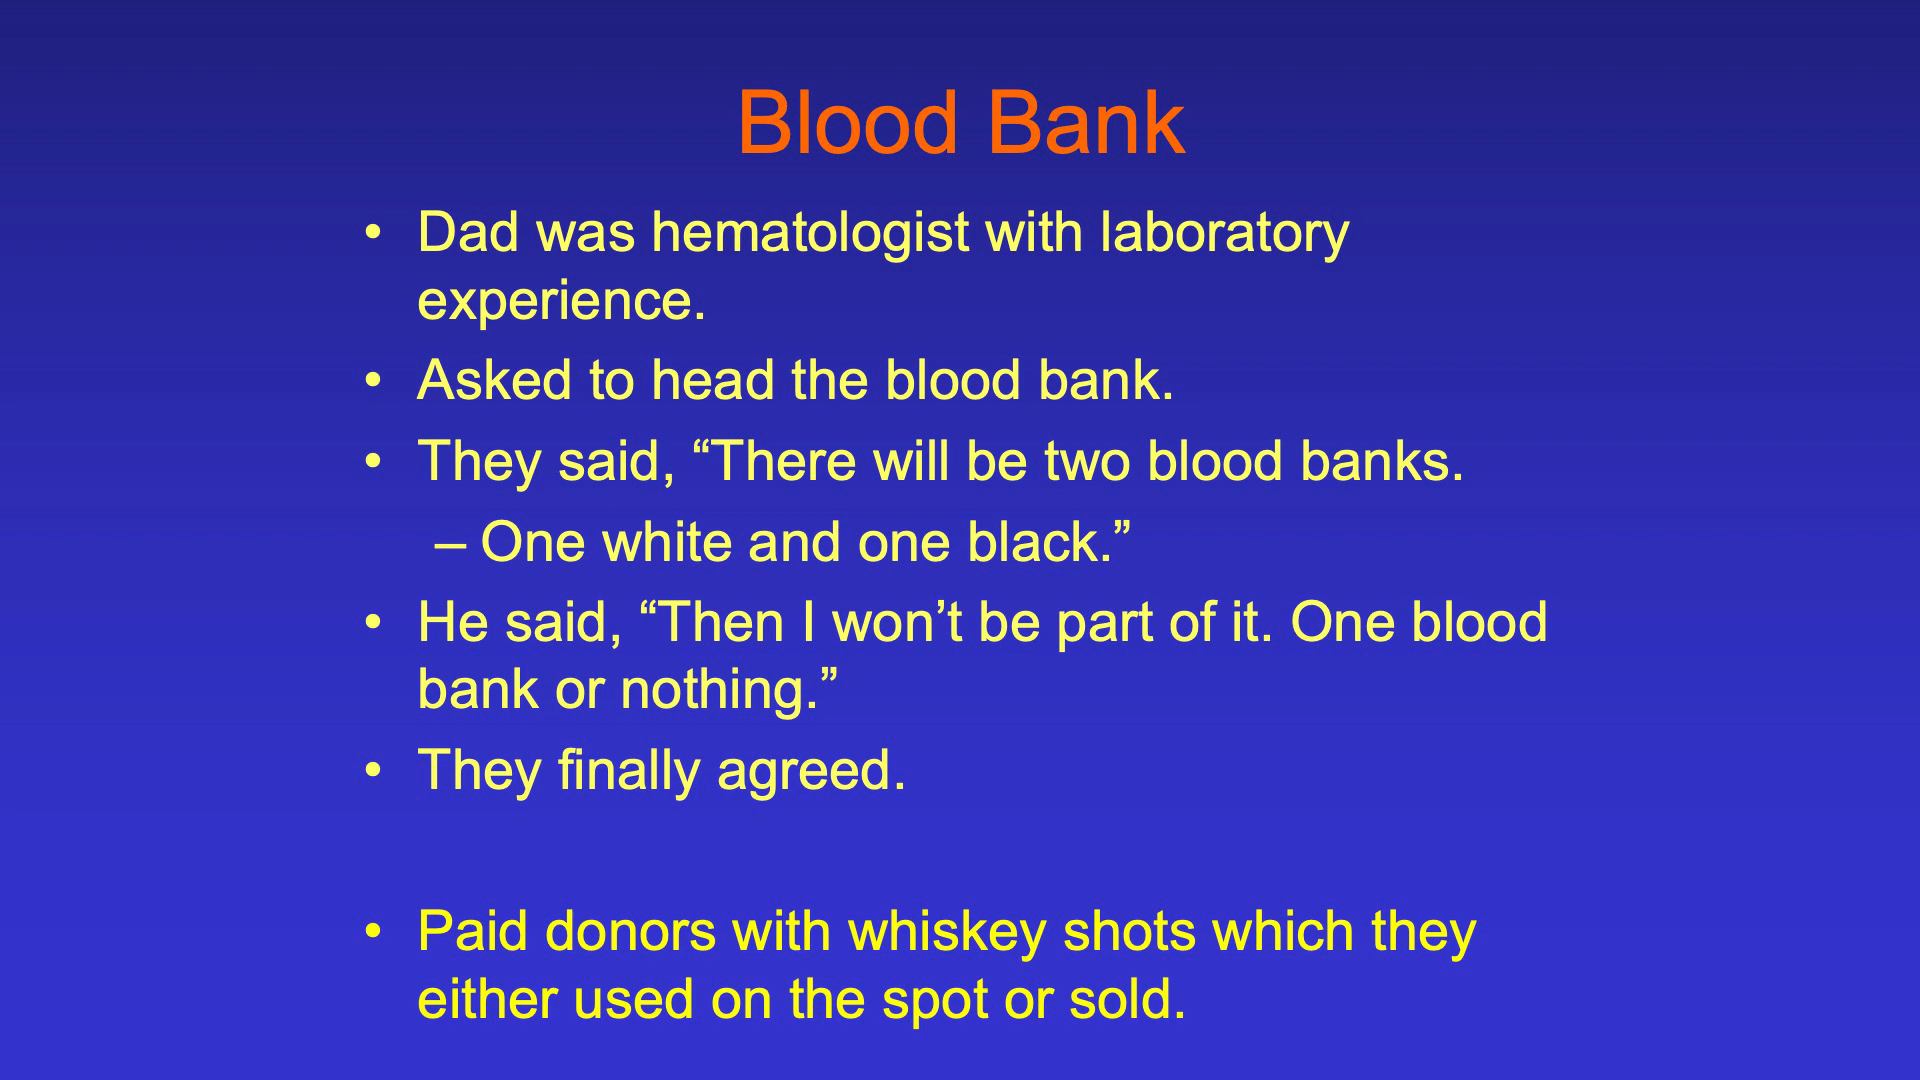 Blood Bank
• Dad was hematologist with laboratory
experience.
• Asked to head the blood bank.
• They said, “There will be two blood banks.
– One white and one black.”
• He said, “Then I won’t be part of it. One blood
bank or nothing.”
• They finally agreed.
• Paid donors with whiskey shots which they
either used on the spot or sold.